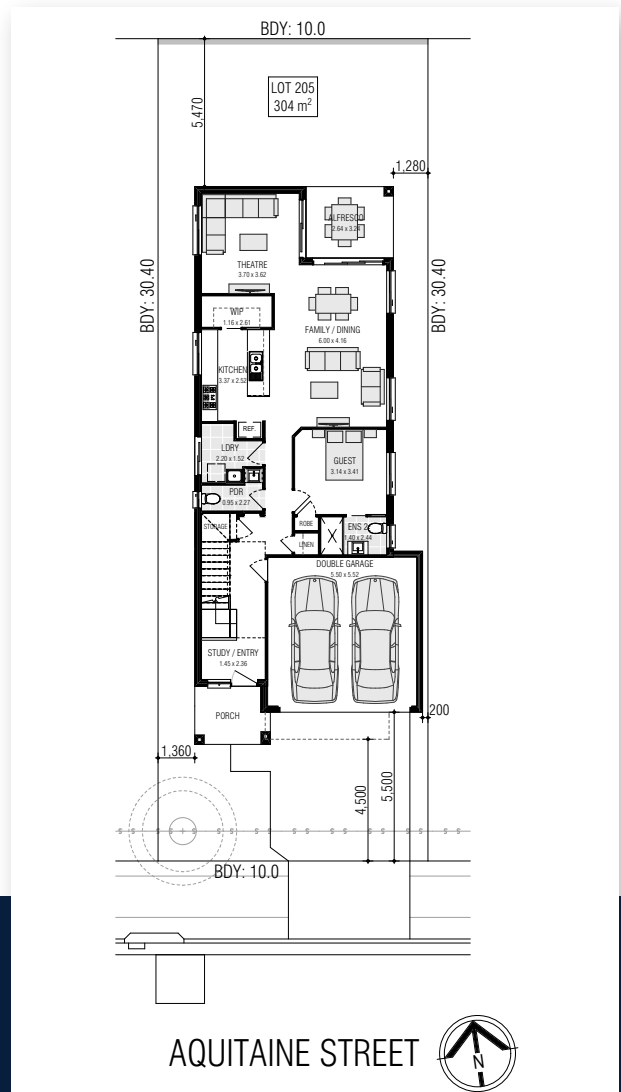 BDY: 10.0
LOT 205
304 m²
5,470
1,280
BDY: 30.40
BDY: 30.40
ALFRESCO
2.64 x 3.24
THEATRE
3.70 x 3.62
WIP
1.16 x 2.61
FAMILY / DINING
6.00 x 4.16
KITCHEN
3.37 x 2.52
REF.
LDRY
2.20 x 1.52
GUEST
3.14 x 3.41
PDR
0.95 x 2.27
ROBE
STORAGE
ENS 2
1.40 x 2.44
LINEN
DOUBLE GARAGE
5.50 x 5.52
STUDY / ENTRY
1.45 x 2.36
PORCH
200
1,360
4,500
5,500
S S S S S S S S S S S S S S S S
BDY: 10.0
AQUITAINE STREET
N